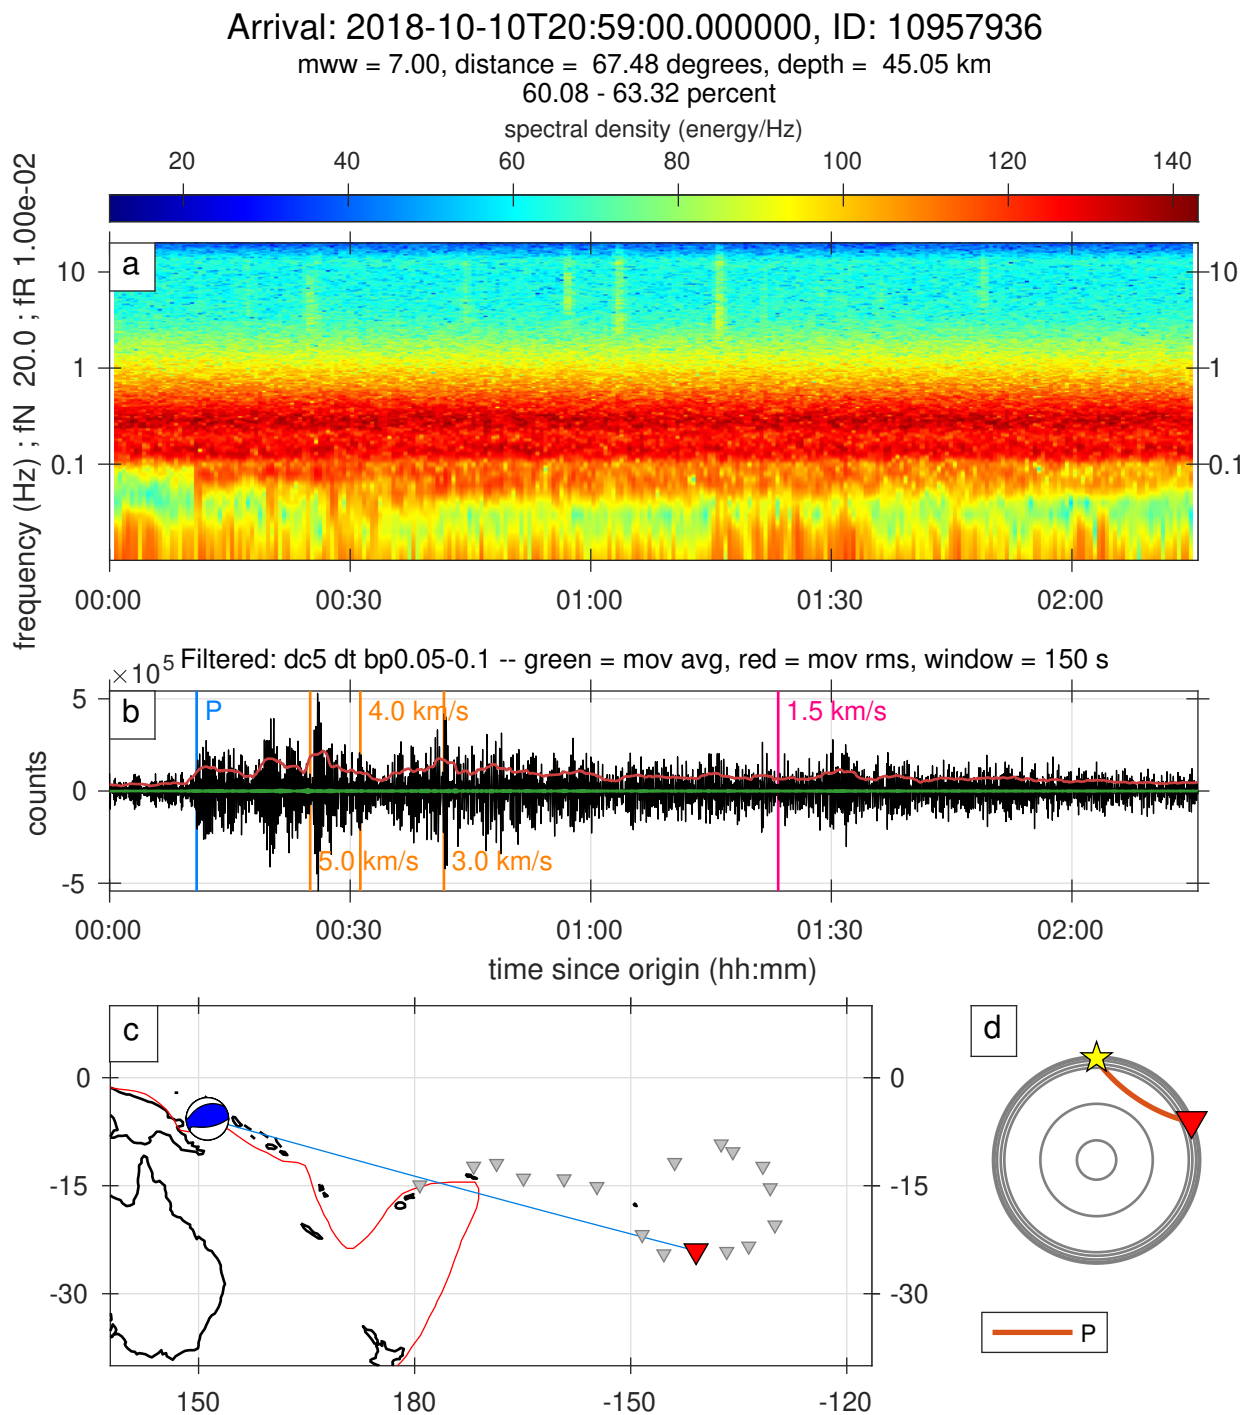 Arrival: 2018-10-10T20:59:00.000000, ID: 10957936
mww = 7.00, distance =  67.48 degrees, depth =  45.05 km
60.08 - 63.32 percent
spectral density (energy/Hz)
20 40 60 80 100 120 140
frequency (Hz) ; fN  20.0 ; fR 1.00e-02
a
10 10
1 1
0.1 0.1
00:00 00:30 01:00 01:30 02:00
×10^5 Filtered: dc5 dt bp0.05-0.1 -- green = mov avg, red = mov rms, window = 150 s
b
counts
5
0
-5
P
4.0 km/s
1.5 km/s
5.0 km/s
3.0 km/s
00:00 00:30 01:00 01:30 02:00
time since origin (hh:mm)
c
0 0
-15 -15
-30 -30
150 180 -150 -120
d
P